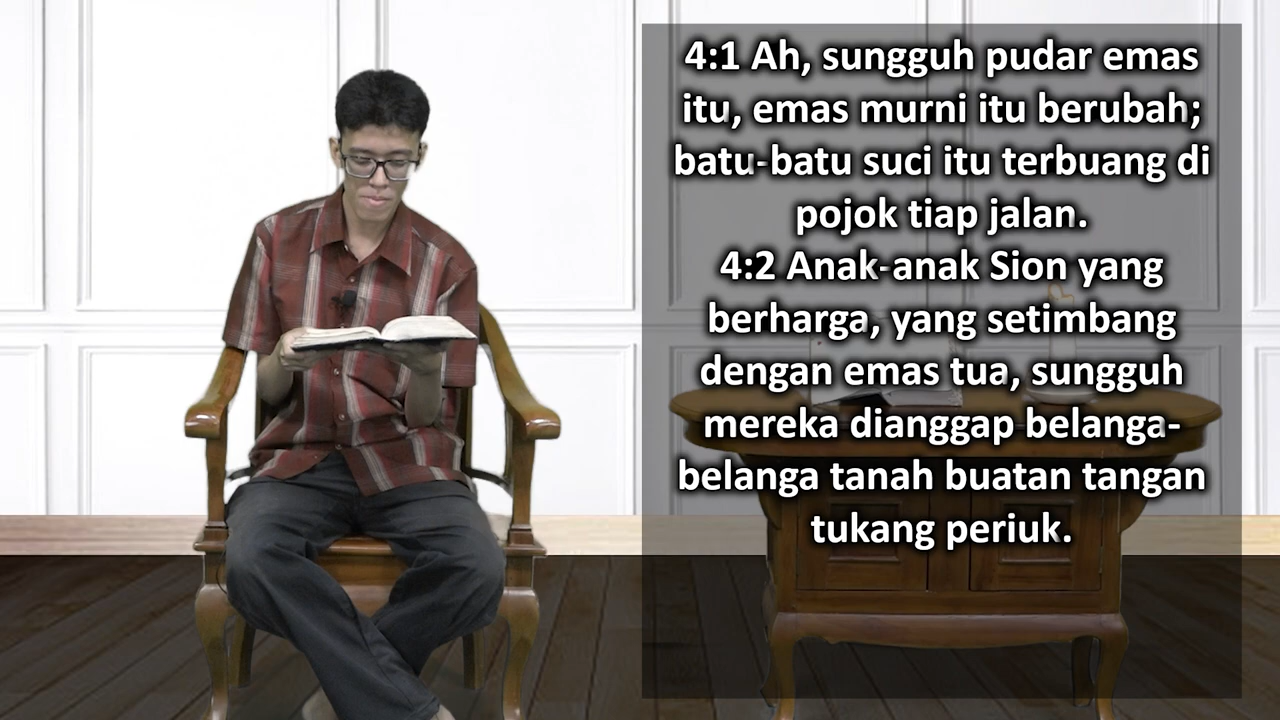 4:1 Ah, sungguh pudar emas
itu, emas murni itu berubah;
batu-batu suci itu terbuang di
pojok tiap jalan.
4:2 Anak-anak Sion yang
berharga, yang setimbang
dengan emas tua, sungguh
mereka dianggap belanga-
belanga tanah buatan tangan
tukang periuk.